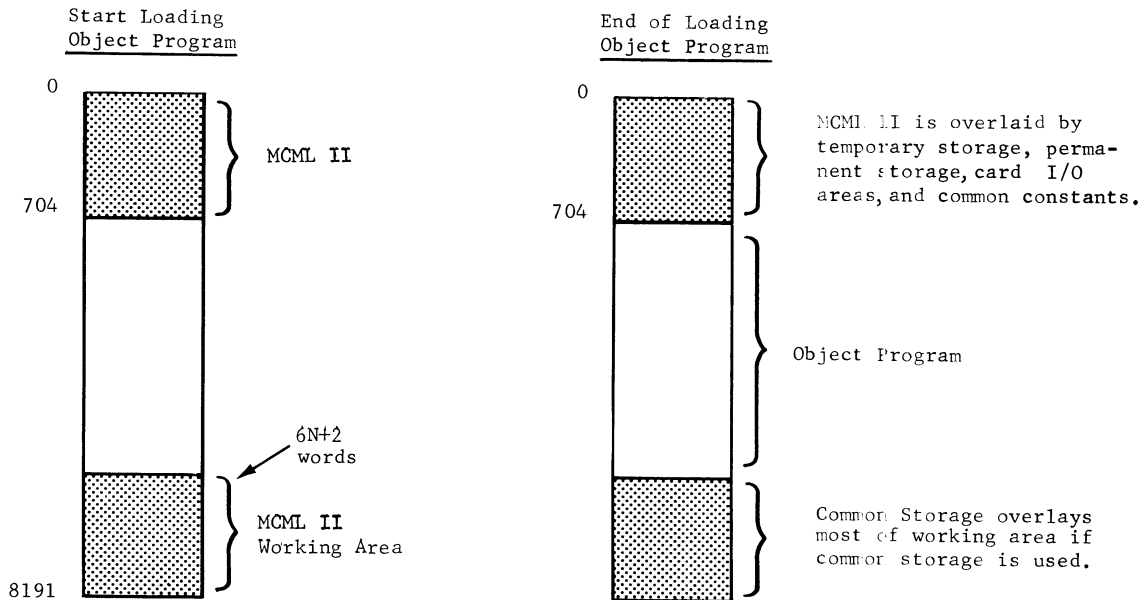 Start Loading
Object Program
0
MCML II
704
6N+2
words
MCML II
Working Area
8191
End of Loading
Object Program
0
MCML II is overlaid by
temporary storage, perma-
nent storage, card I/O
areas, and common constants.
704
Object Program
Common Storage overlays
most of working area if
common storage is used.